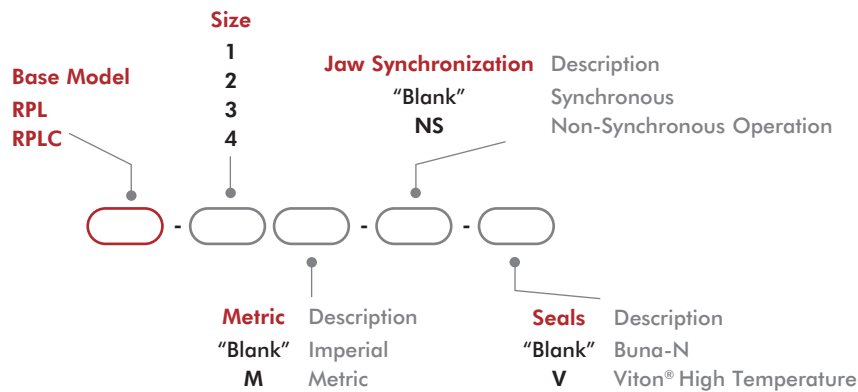 Size
1
2
3
4
Base Model
RPL
RPLC
Jaw Synchronization Description
"Blank" Synchronous
NS Non-Synchronous Operation
- - -
Metric Description
"Blank" Imperial
M Metric
Seals Description
"Blank" Buna-N
V Viton® High Temperature